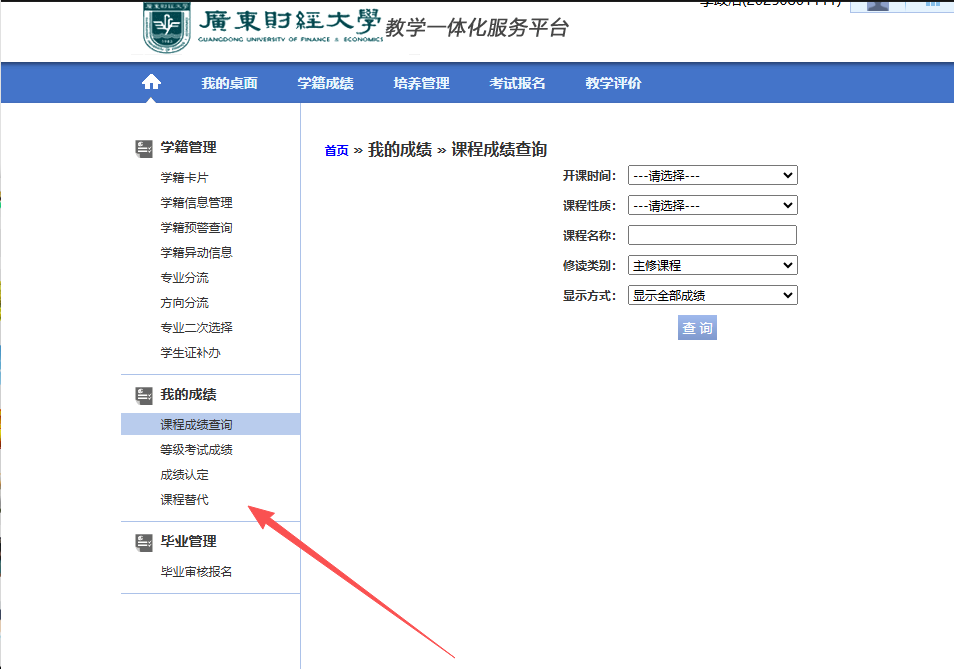 廣東財經大學
GUANGDONG UNIVERSITY OF FINANCE & ECONOMICS
教学一体化服务平台
我的桌面 学籍成绩 培养管理 考试报名 教学评价
学籍管理
学籍卡片
学籍信息管理
学籍预警查询
学籍异动信息
专业分流
方向分流
专业二次选择
学生证补办
我的成绩
课程成绩查询
等级考试成绩
成绩认定
课程替代
毕业管理
毕业审核报名
首页 » 我的成绩 » 课程成绩查询
开课时间： ---请选择---
课程性质： ---请选择---
课程名称：
修读类别： 主修课程
显示方式： 显示全部成绩
查 询